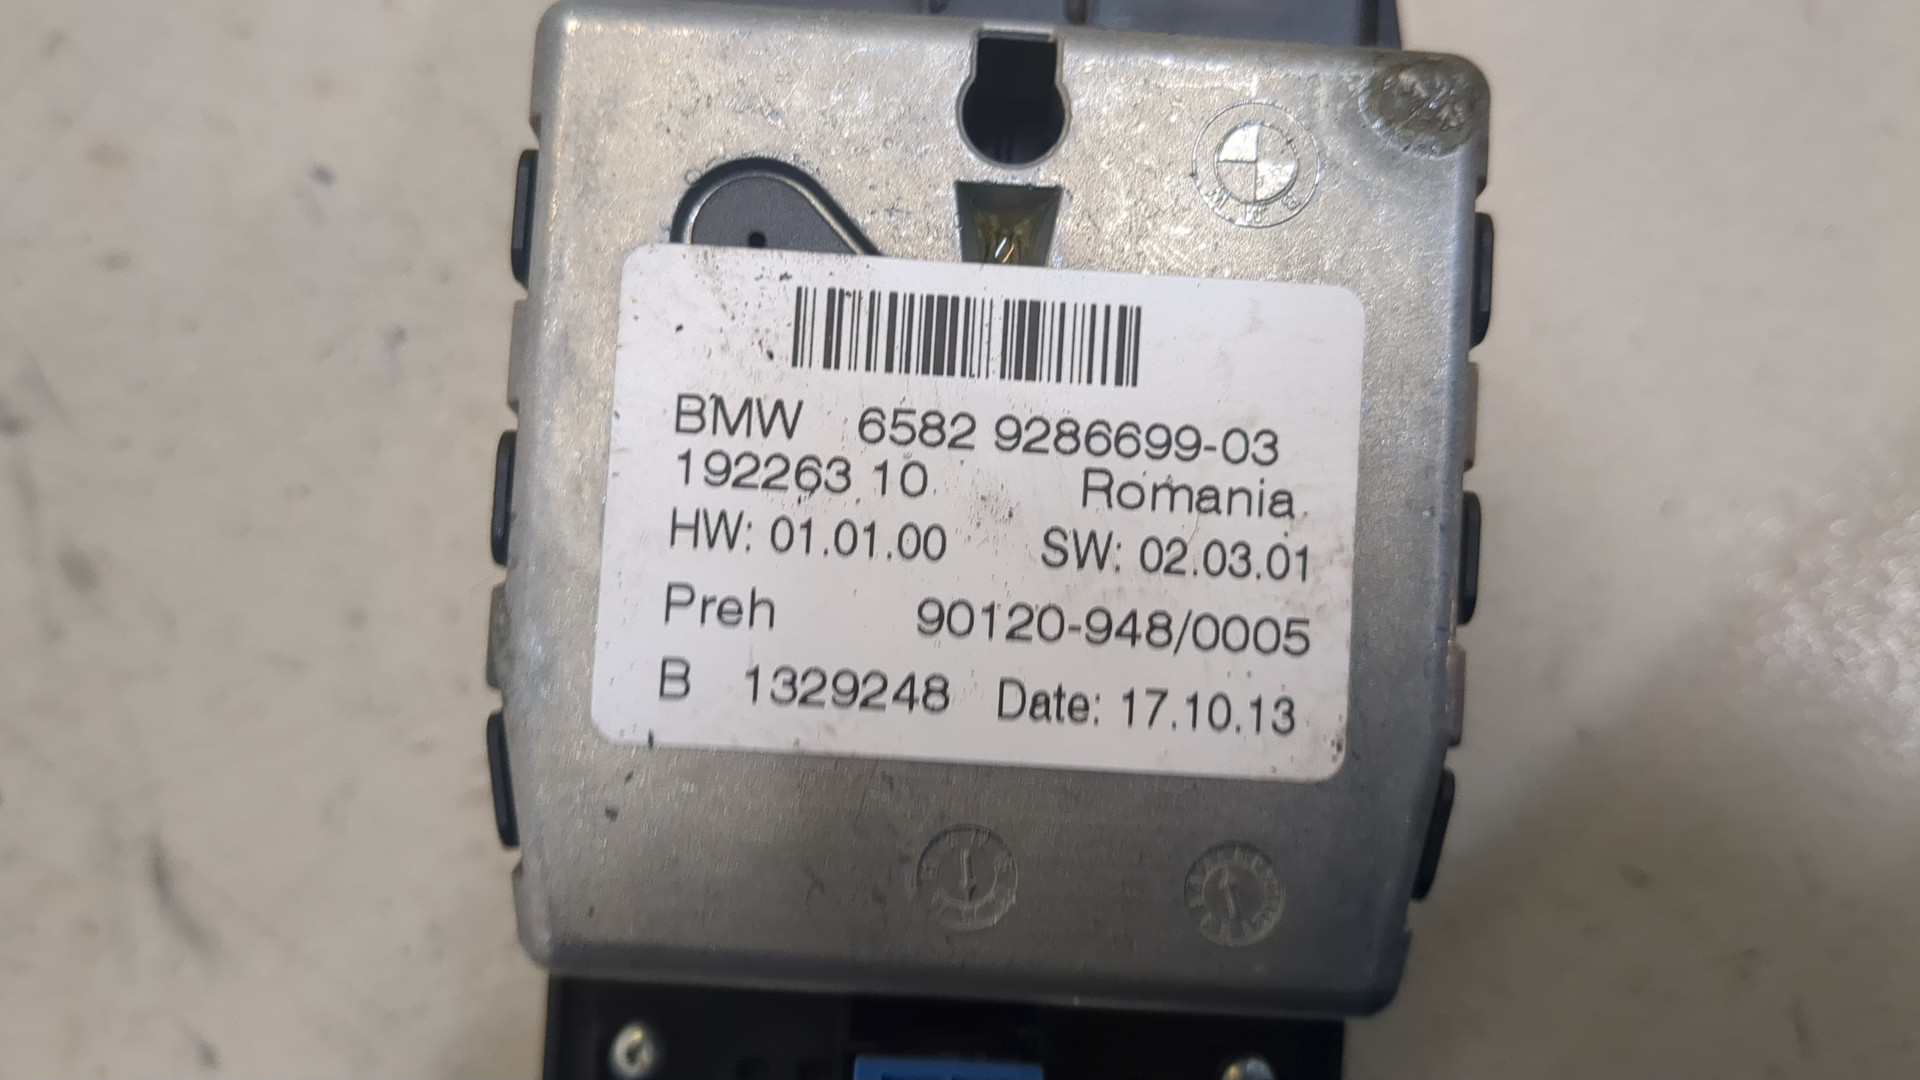 BMW 6582 9286699-03
192263 10 Romania
HW: 01.01.00 SW: 02.03.01
Preh 90120-948/0005
B 1329248 Date: 17.10.13